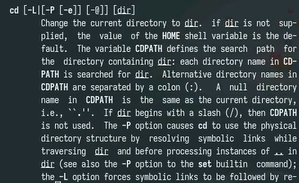 cd [-L|[-P [-e]] [-@]] [dir]
Change the current directory to dir. if dir is not sup-
plied, the value of the HOME shell variable is the de-
fault. The variable CDPATH defines the search path for
the directory containing dir: each directory name in CD-
PATH is searched for dir. Alternative directory names in
CDPATH are separated by a colon (:). A null directory
name in CDPATH is the same as the current directory,
i.e., ``.''. If dir begins with a slash (/), then CDPATH
is not used. The -P option causes cd to use the physical
directory structure by resolving symbolic links while
traversing dir and before processing instances of .. in
dir (see also the -P option to the set builtin command);
the -L option forces symbolic links to be followed by re-